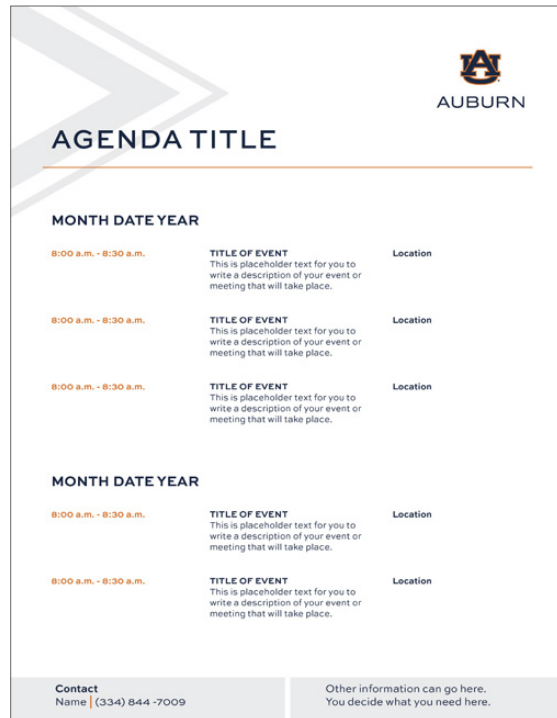 AU
AUBURN
AGENDA TITLE
MONTH DATE YEAR
8:00 a.m. - 8:30 a.m.
TITLE OF EVENT
Location
This is placeholder text for you to
write a description of your event or
meeting that will take place.
8:00 a.m. - 8:30 a.m.
TITLE OF EVENT
Location
This is placeholder text for you to
write a description of your event or
meeting that will take place.
8:00 a.m. - 8:30 a.m.
TITLE OF EVENT
Location
This is placeholder text for you to
write a description of your event or
meeting that will take place.
MONTH DATE YEAR
8:00 a.m. - 8:30 a.m.
TITLE OF EVENT
Location
This is placeholder text for you to
write a description of your event or
meeting that will take place.
8:00 a.m. - 8:30 a.m.
TITLE OF EVENT
Location
This is placeholder text for you to
write a description of your event or
meeting that will take place.
Contact
Name | (334) 844 -7009
Other information can go here.
You decide what you need here.